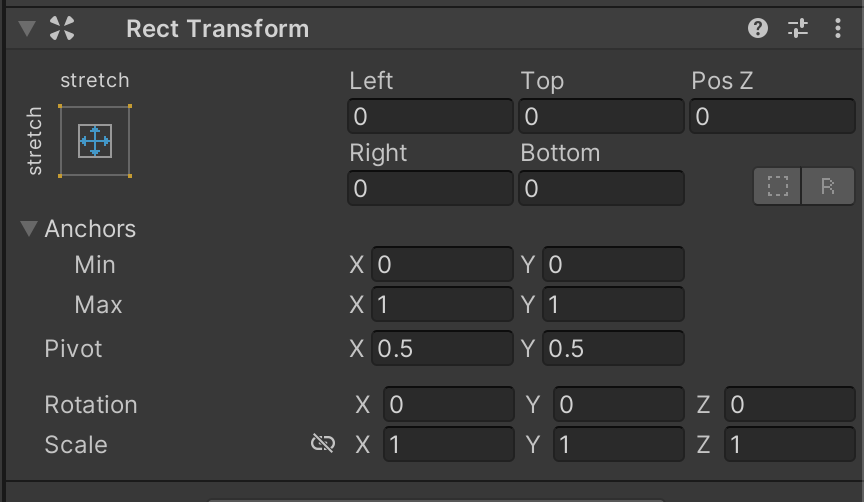 Rect Transform
stretch
stretch
Left Top Pos Z
0 0 0
Right Bottom
0 0
R
Anchors
Min X 0 Y 0
Max X 1 Y 1
Pivot X 0.5 Y 0.5
Rotation X 0 Y 0 Z 0
Scale X 1 Y 1 Z 1